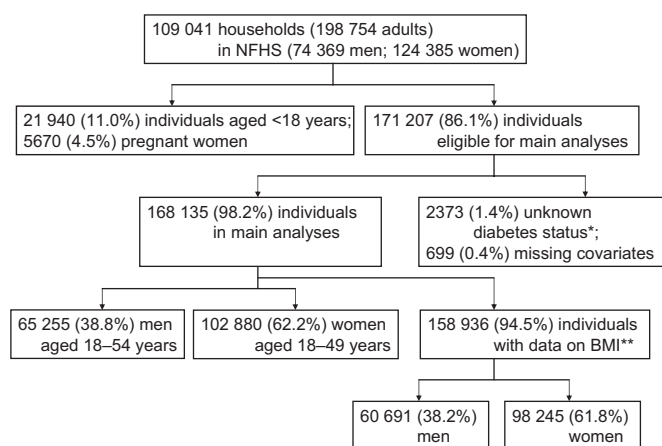 109 041 households (198 754 adults)
in NFHS (74 369 men; 124 385 women)
21 940 (11.0%) individuals aged <18 years;
5670 (4.5%) pregnant women
171 207 (86.1%) individuals
eligible for main analyses
168 135 (98.2%) individuals
in main analyses
2373 (1.4%) unknown
diabetes status*;
699 (0.4%) missing covariates
65 255 (38.8%) men
aged 18–54 years
102 880 (62.2%) women
aged 18–49 years
158 936 (94.5%) individuals
with data on BMI**
60 691 (38.2%)
men
98 245 (61.8%)
women